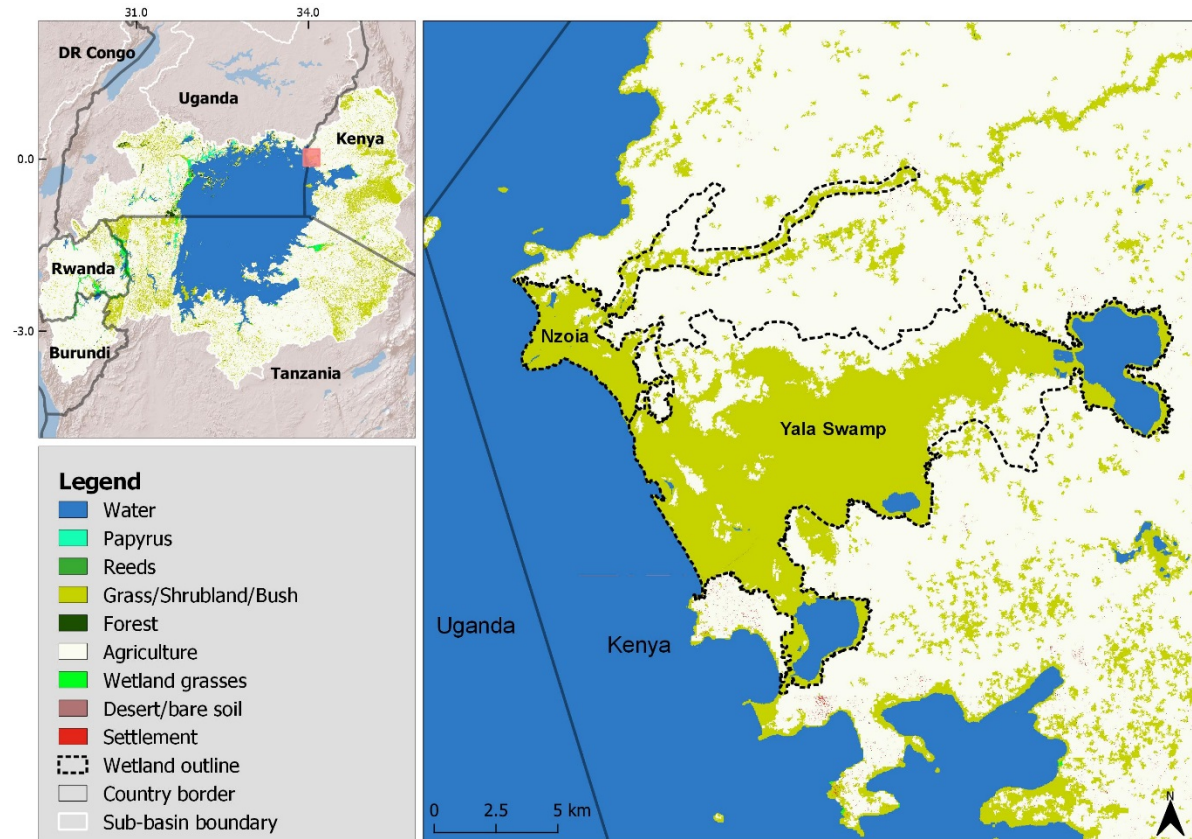 31.0
34.0
DR Congo
Uganda
Kenya
0.0
Rwanda
-3.0
Burundi
Tanzania
Legend
Water
Papyrus
Reeds
Grass/Shrubland/Bush
Forest
Agriculture
Wetland grasses
Desert/bare soil
Settlement
Wetland outline
Country border
Sub-basin boundary
Nzoia
Yala Swamp
Uganda
Kenya
0 2.5 5 km
N